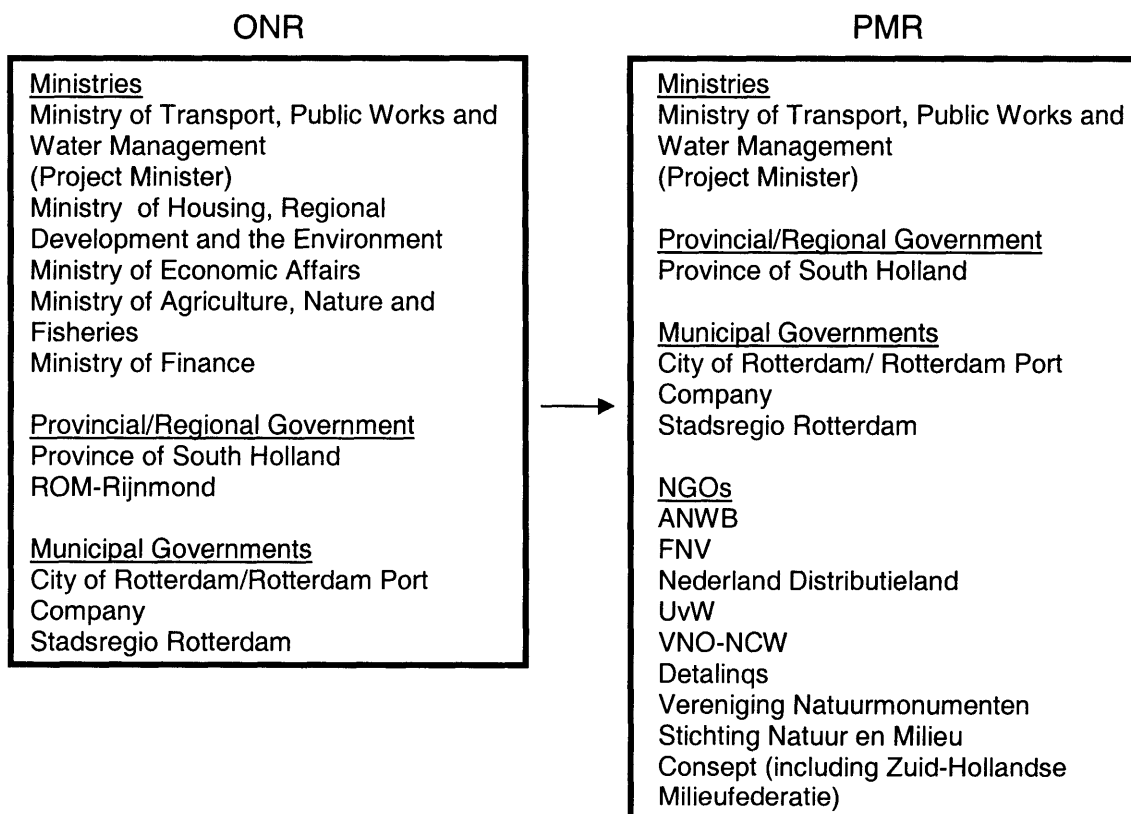 ONR
Ministries
Ministry of Transport, Public Works and
Water Management
(Project Minister)
Ministry of Housing, Regional
Development and the Environment
Ministry of Economic Affairs
Ministry of Agriculture, Nature and
Fisheries
Ministry of Finance
Provincial/Regional Government
Province of South Holland
ROM-Rijnmond
Municipal Governments
City of Rotterdam/Rotterdam Port
Company
Stadsregio Rotterdam
PMR
Ministries
Ministry of Transport, Public Works and
Water Management
(Project Minister)
Provincial/Regional Government
Province of South Holland
Municipal Governments
City of Rotterdam/ Rotterdam Port
Company
Stadsregio Rotterdam
NGOs
ANWB
FNV
Nederland Distributieland
UvW
VNO-NCW
Detalinqs
Vereniging Natuurmonumenten
Stichting Natuur en Milieu
Consept (including Zuid-Hollandse
Milieufederatie)